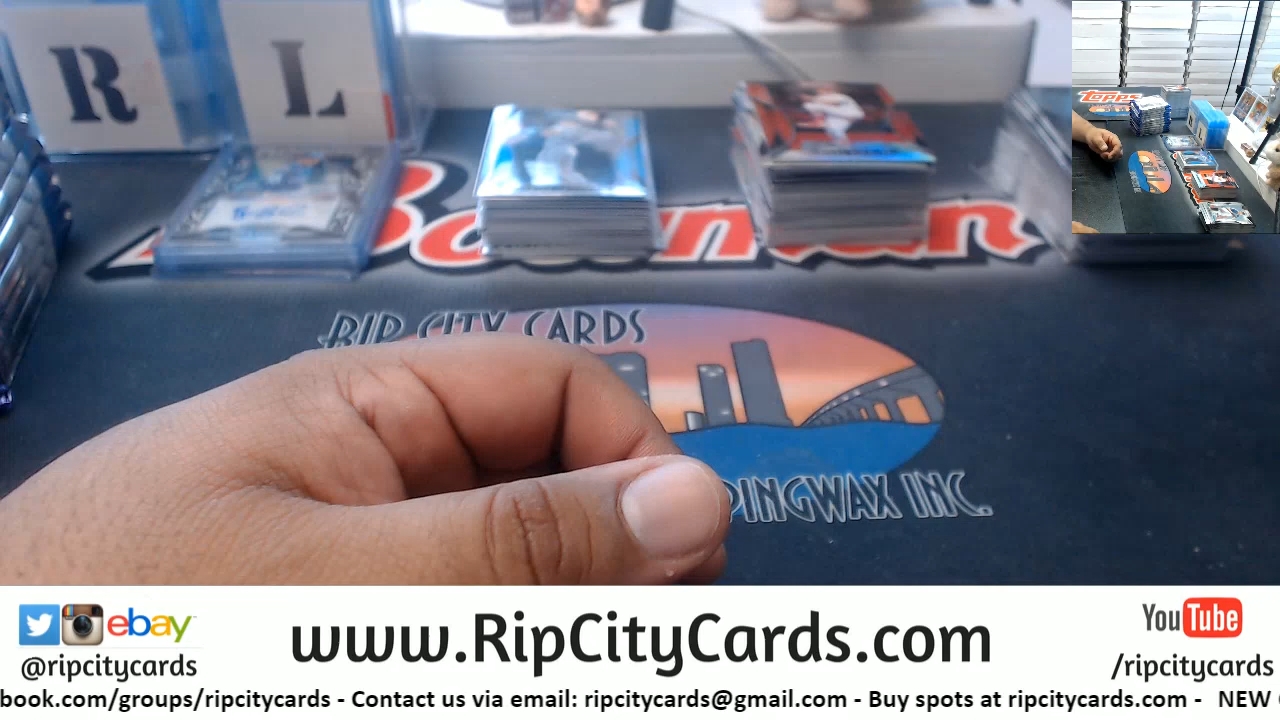 R L
Topps
Bowman
RIP CITY CARDS
PINGWAX INC.
ebay
@ripcitycards
www.RipCityCards.com
YouTube
/ripcitycards
book.com/groups/ripcitycards - Contact us via email: ripcitycards@gmail.com - Buy spots at ripcitycards.com - NEW